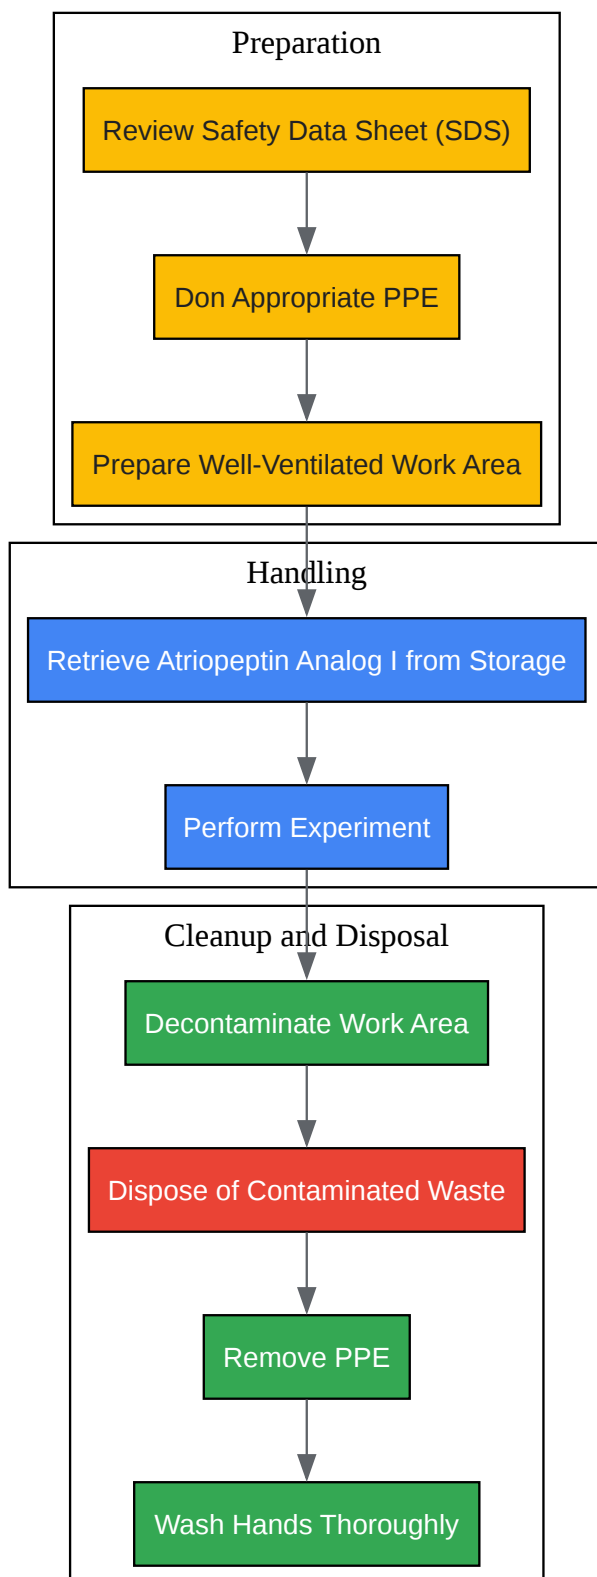 Preparation
Review Safety Data Sheet (SDS)
Don Appropriate PPE
Prepare Well-Ventilated Work Area
Handling
Retrieve Atriopeptin Analog I from Storage
Perform Experiment
Cleanup and Disposal
Decontaminate Work Area
Dispose of Contaminated Waste
Remove PPE
Wash Hands Thoroughly